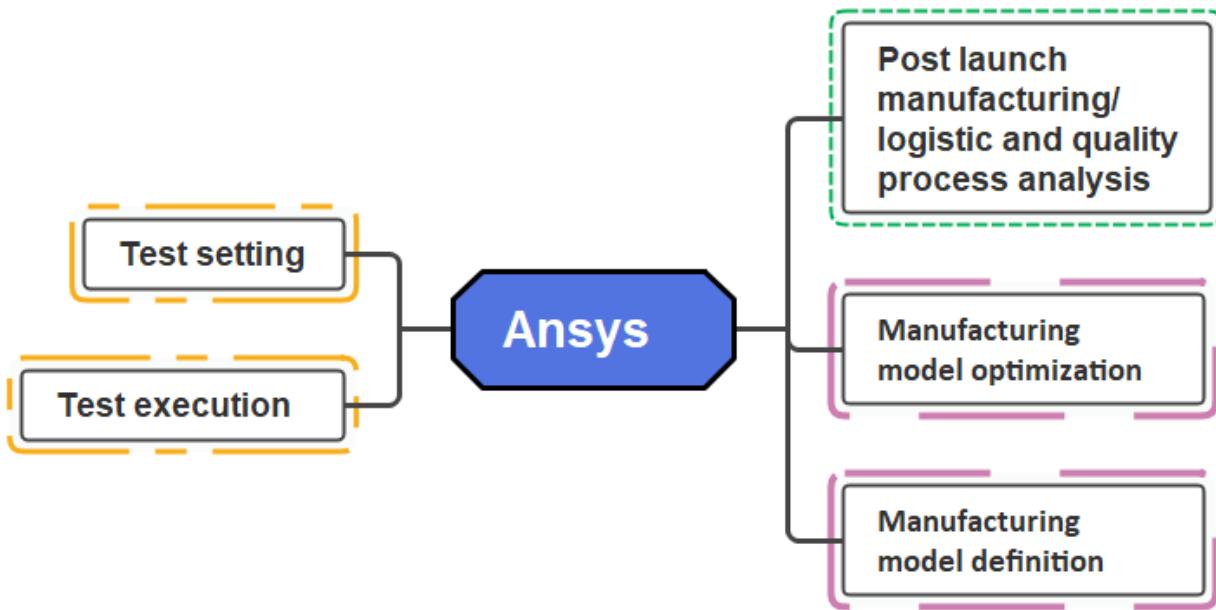 Post launch
manufacturing/
logistic and quality
process analysis
Test setting
Ansys
Manufacturing
model optimization
Test execution
Manufacturing
model definition